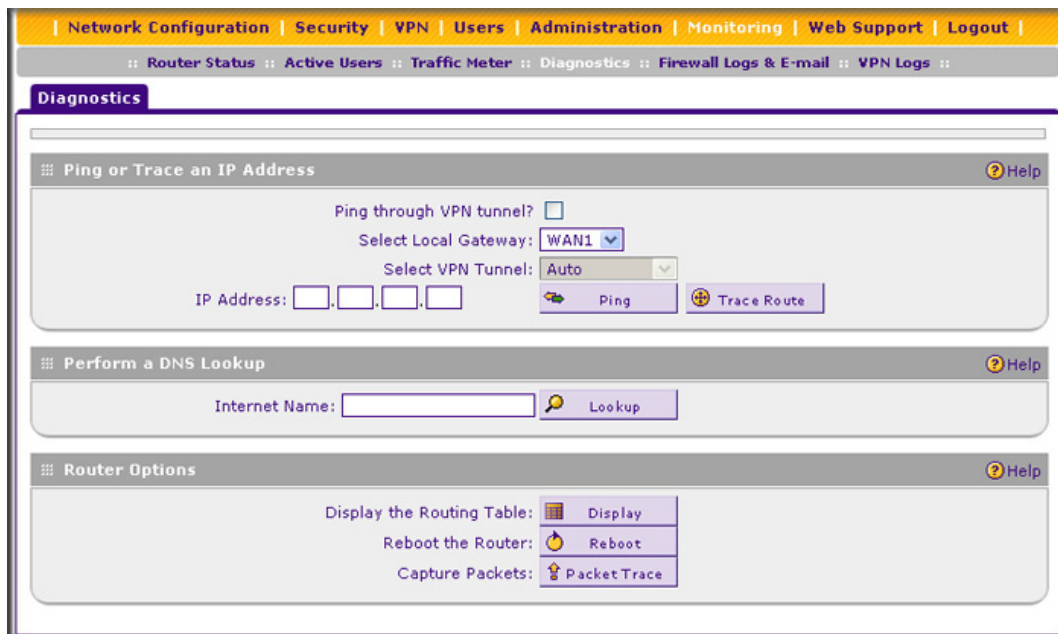 | Network Configuration | Security | VPN | Users | Administration | Monitoring | Web Support | Logout |
:: Router Status :: Active Users :: Traffic Meter :: Diagnostics :: Firewall Logs & E-mail :: VPN Logs ::
Diagnostics
Ping or Trace an IP Address ? Help
Ping through VPN tunnel?
Select Local Gateway: WAN1
Select VPN Tunnel: Auto
IP Address: . . . Ping Trace Route
Perform a DNS Lookup ? Help
Internet Name: Lookup
Router Options ? Help
Display the Routing Table: Display
Reboot the Router: Reboot
Capture Packets: Packet Trace